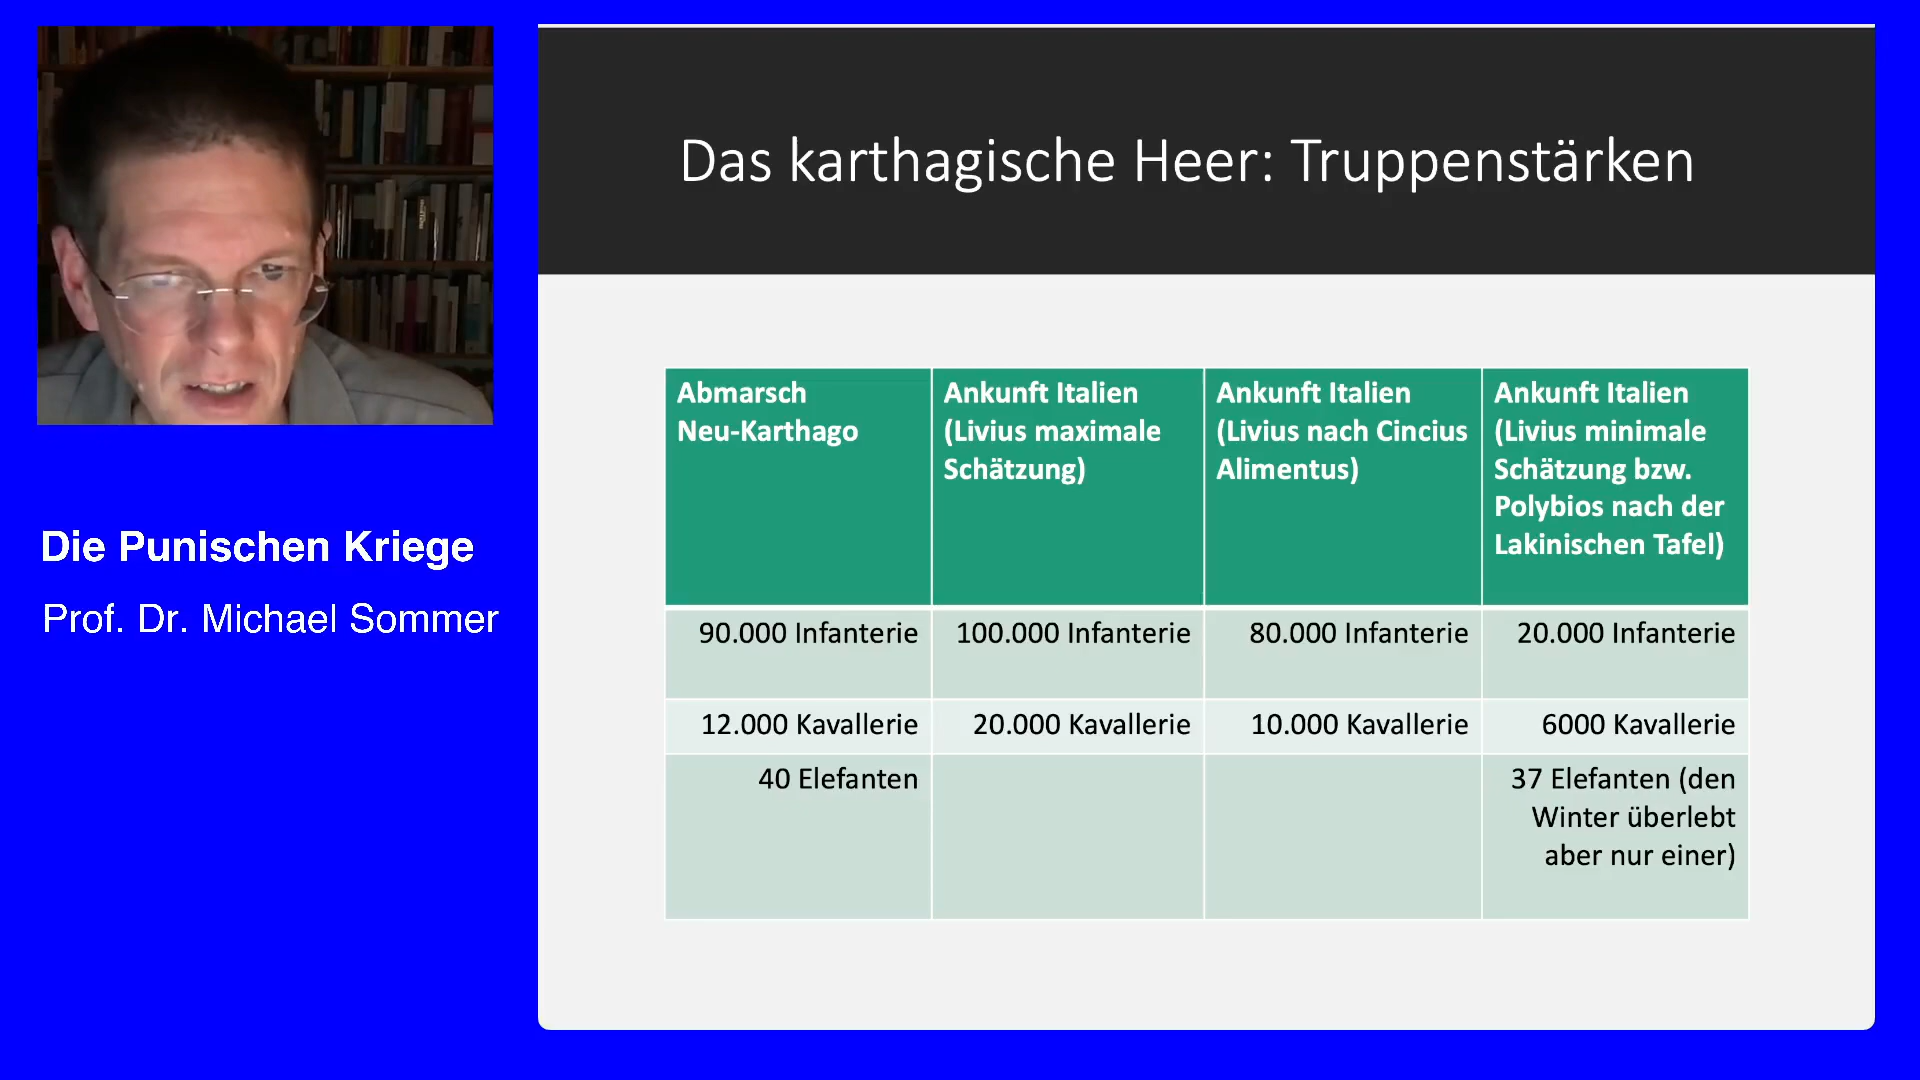 Die Punischen Kriege
Prof. Dr. Michael Sommer
Das karthagische Heer: Truppenstärken
Abmarsch
Neu-Karthago
Ankunft Italien
(Livius maximale
Schätzung)
Ankunft Italien
(Livius nach Cincius
Alimentus)
Ankunft Italien
(Livius minimale
Schätzung bzw.
Polybios nach der
Lakinischen Tafel)
90.000 Infanterie
100.000 Infanterie
80.000 Infanterie
20.000 Infanterie
12.000 Kavallerie
20.000 Kavallerie
10.000 Kavallerie
6000 Kavallerie
40 Elefanten
37 Elefanten (den
Winter überlebt
aber nur einer)